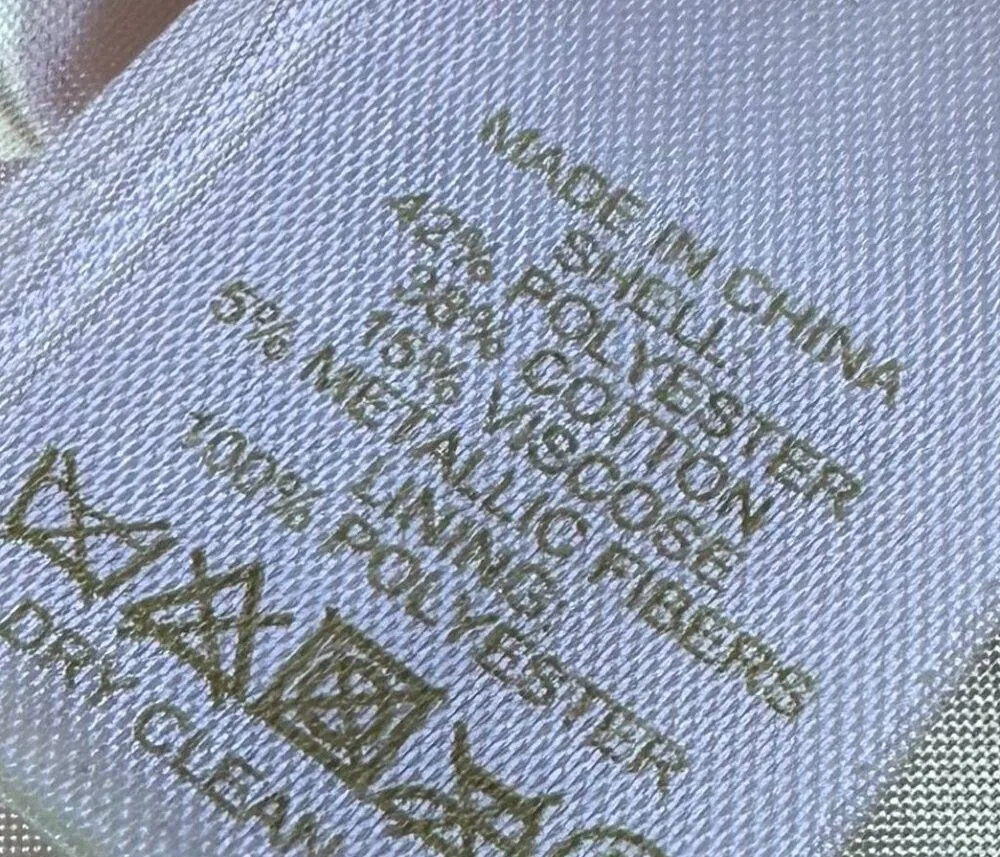 MADE IN CHINA
SHELL:
42% POLYESTER
38% COTTON
15% VISCOSE
5% METALLIC FIBERS
LINING:
100% POLYESTER
DRY CLEAN